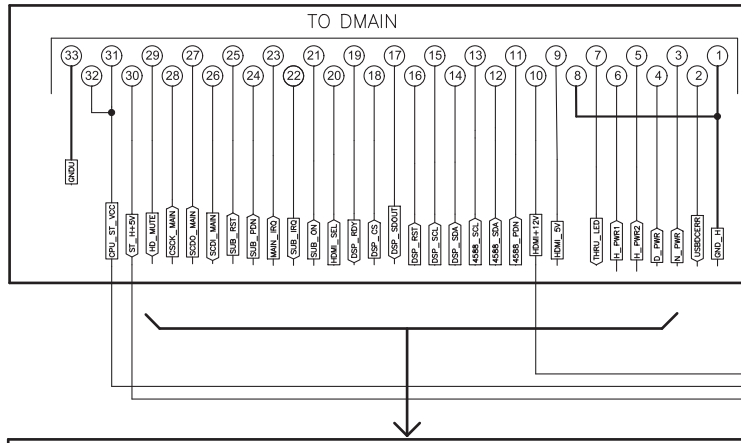 TO DMAIN
33 31 29 27 25 23 21 19 17 15 13 11 9 7 5 3 1
32 30 28 26 24 22 20 18 16 14 12 10 8 6 4 2
GNDU
CPU_ST_VCC
ST_H+5V
HD_MUTE
CSCK_MAIN
SCDO_MAIN
SCDI_MAIN
SUB_RST
SUB_PDN
MAIN_IRQ
SUB_IRQ
SUB_ON
HDMI_SEL
DSP_RDY
DSP_CS
DSP_SDOUT
DSP_RST
DSP_SCL
DSP_SDA
4588_SCL
4588_SDA
4588_PDN
HDMI+12V
HDMI_5V
THRU_LED
H_PWR1
H_PWR2
D_PWR
N_PWR
USBOCERR
GND_H